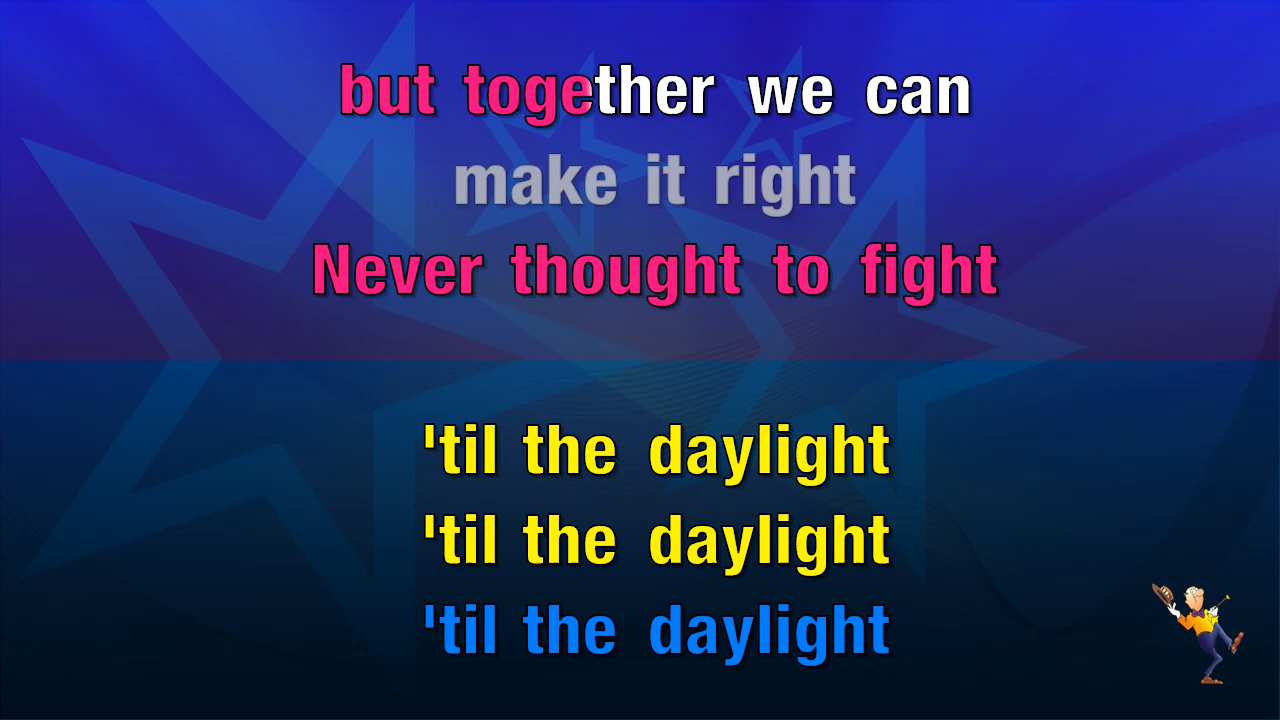 but together we can
make it right
Never thought to fight
'til the daylight
'til the daylight
'til the daylight